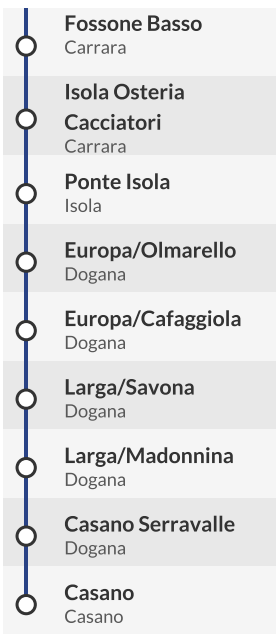 Fossone Basso
Carrara
Isola Osteria
Cacciatori
Carrara
Ponte Isola
Isola
Europa/Olmarello
Dogana
Europa/Cafaggiola
Dogana
Larga/Savona
Dogana
Larga/Madonnina
Dogana
Casano Serravalle
Dogana
Casano
Casano